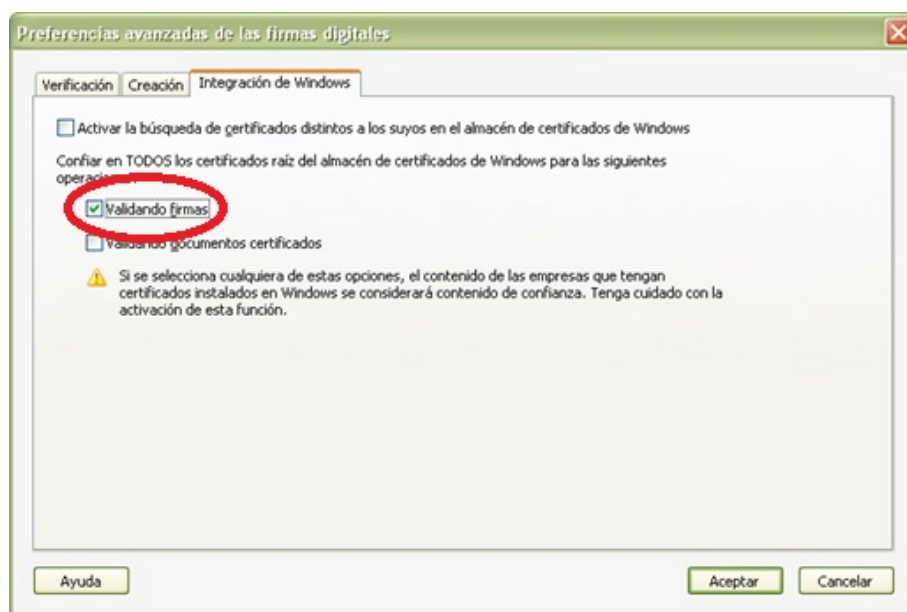 Preferencias avanzadas de las firmas digitales
Verificación
Creación
Integración de Windows
Activar la búsqueda de certificados distintos a los suyos en el almacén de certificados de Windows
Confiar en TODOS los certificados raíz del almacén de certificados de Windows para las siguientes
Validando firmas
Validando documentos certificados
Si se selecciona cualquiera de estas opciones, el contenido de las empresas que tengan
certificados instalados en Windows se considerará contenido de confianza. Tenga cuidado con la
activación de esta función.
Ayuda
Aceptar
Cancelar